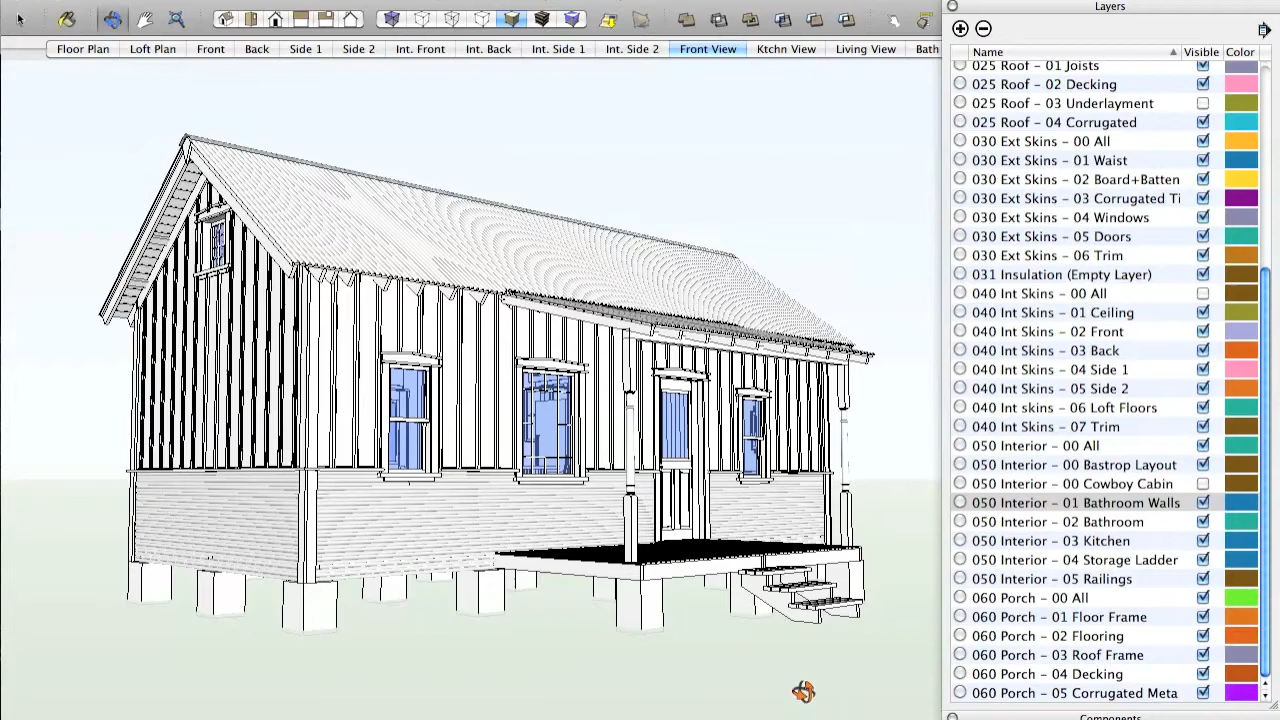 Layers
Floor Plan Loft Plan Front Back Side 1 Side 2 Int. Front Int. Back Int. Side 1 Int. Side 2 Front View Ktchn View Living View Bath
Name Visible Color
025 Roof - 01 Joists
025 Roof - 02 Decking
025 Roof - 03 Underlayment
025 Roof - 04 Corrugated
030 Ext Skins - 00 All
030 Ext Skins - 01 Waist
030 Ext Skins - 02 Board+Batten
030 Ext Skins - 03 Corrugated Ti
030 Ext Skins - 04 Windows
030 Ext Skins - 05 Doors
030 Ext Skins - 06 Trim
031 Insulation (Empty Layer)
040 Int Skins - 00 All
040 Int Skins - 01 Ceiling
040 Int Skins - 02 Front
040 Int Skins - 03 Back
040 Int Skins - 04 Side 1
040 Int Skins - 05 Side 2
040 Int skins - 06 Loft Floors
040 Int Skins - 07 Trim
050 Interior - 00 All
050 Interior - 00 Bastrop Layout
050 Interior - 00 Cowboy Cabin
050 Interior - 01 Bathroom Walls
050 Interior - 02 Bathroom
050 Interior - 03 Kitchen
050 Interior - 04 Storage Ladder
050 Interior - 05 Railings
060 Porch - 00 All
060 Porch - 01 Floor Frame
060 Porch - 02 Flooring
060 Porch - 03 Roof Frame
060 Porch - 04 Decking
060 Porch - 05 Corrugated Meta
Components